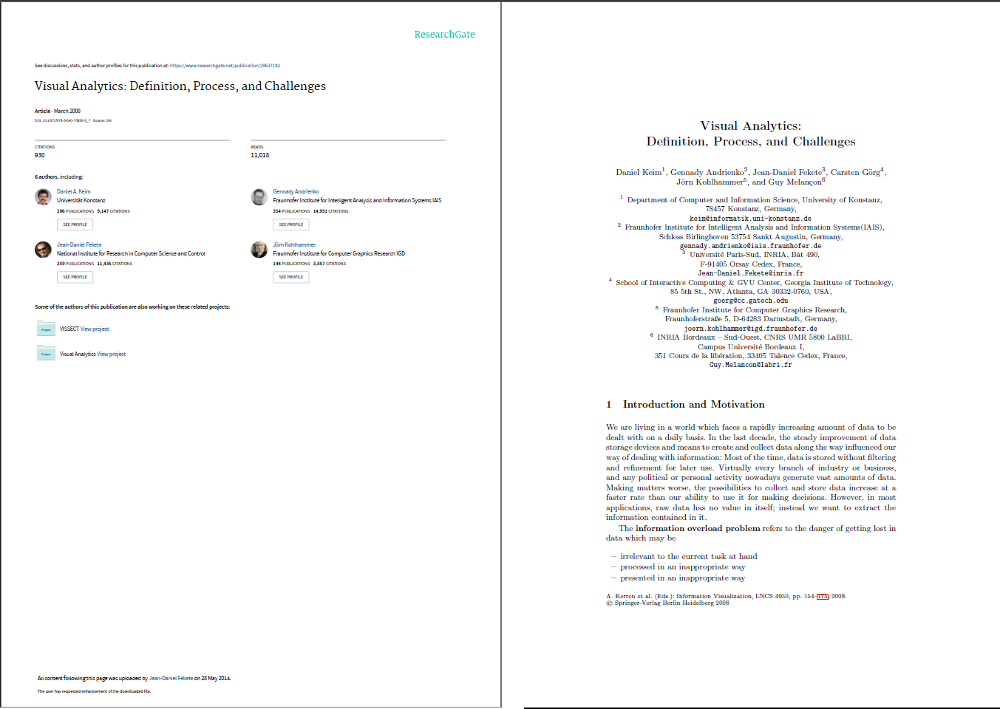 ResearchGate
See discussions, stats, and author profiles for this publication at: https://www.researchgate.net/publication/29637192
Visual Analytics: Definition, Process, and Challenges
Article · March 2008
DOI: 10.1007/978-3-540-70956-5_7 · Source: OAI
CITATIONS
930
READS
11,018
6 authors, including:
Daniel A. Keim
Universität Konstanz
206 PUBLICATIONS 9,147 CITATIONS
SEE PROFILE
Gennady Andrienko
Fraunhofer Institute for Intelligent Analysis and Information Systems IAIS
354 PUBLICATIONS 14,951 CITATIONS
SEE PROFILE
Jean-Daniel Fekete
National Institute for Research in Computer Science and Control
259 PUBLICATIONS 11,436 CITATIONS
SEE PROFILE
Jörn Kohlhammer
Fraunhofer Institute for Computer Graphics Research IGD
144 PUBLICATIONS 3,587 CITATIONS
SEE PROFILE
Some of the authors of this publication are also working on these related projects:
Project
VISSECT View project
Project
Visual Analytics View project
All content following this page was uploaded by Jean-Daniel Fekete on 28 May 2014.
The user has requested enhancement of the downloaded file.
Visual Analytics:
Definition, Process, and Challenges
Daniel Keim1, Gennady Andrienko2, Jean-Daniel Fekete3, Carsten Görg4,
Jörn Kohlhammer5, and Guy Melançon6
1 Department of Computer and Information Science, University of Konstanz,
78457 Konstanz, Germany,
keim@informatik.uni-konstanz.de
2 Fraunhofer Institute for Intelligent Analysis and Information Systems(IAIS),
Schloss Birlinghoven 53754 Sankt Augustin, Germany,
gennady.andrienko@iais.fraunhofer.de
3 Université Paris-Sud, INRIA, Bât 490,
F-91405 Orsay Cedex, France,
Jean-Daniel.Fekete@inria.fr
4 School of Interactive Computing & GVU Center, Georgia Institute of Technology,
85 5th St., NW, Atlanta, GA 30332-0760, USA,
goerg@cc.gatech.edu
5 Fraunhofer Institute for Computer Graphics Research,
Fraunhoferstraße 5, D-64283 Darmstadt, Germany,
joern.kohlhammer@igd.fraunhofer.de
6 INRIA Bordeaux – Sud-Ouest, CNRS UMR 5800 LaBRI,
Campus Université Bordeaux I,
351 Cours de la libération, 33405 Talence Cedex, France,
Guy.Melancon@labri.fr
1 Introduction and Motivation
We are living in a world which faces a rapidly increasing amount of data to be
dealt with on a daily basis. In the last decade, the steady improvement of data
storage devices and means to create and collect data along the way influenced our
way of dealing with information: Most of the time, data is stored without filtering
and refinement for later use. Virtually every branch of industry or business,
and any political or personal activity nowadays generate vast amounts of data.
Making matters worse, the possibilities to collect and store data increase at a
faster rate than our ability to use it for making decisions. However, in most
applications, raw data has no value in itself; instead we want to extract the
information contained in it.
The information overload problem refers to the danger of getting lost in
data which may be
– irrelevant to the current task at hand
– processed in an inappropriate way
– presented in an inappropriate way
A. Kerren et al. (Eds.): Information Visualization, LNCS 4950, pp. 154–175, 2008.
© Springer-Verlag Berlin Heidelberg 2008